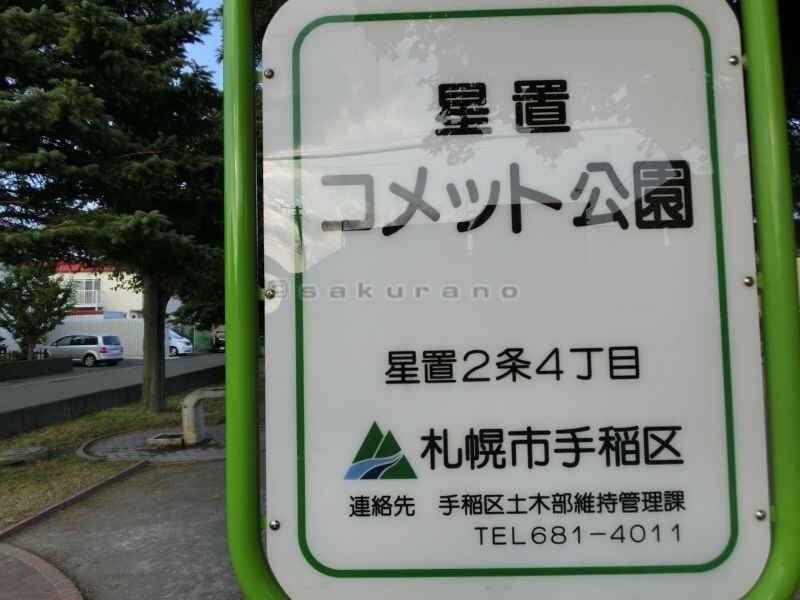 星置
コメット公園
©sakurano
星置2条4丁目
札幌市手稲区
連絡先 手稲区土木部維持管理課
TEL681-4011